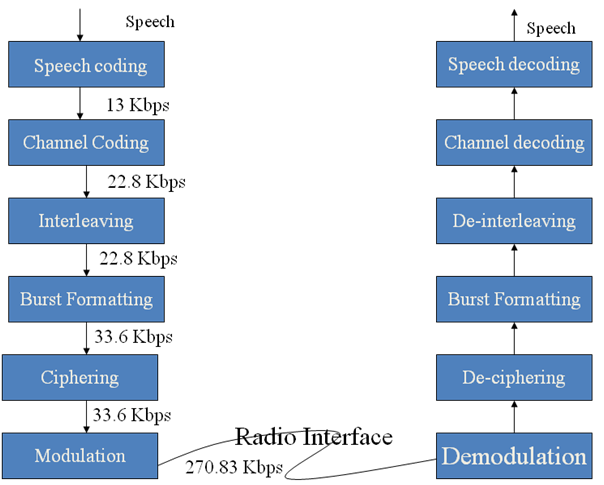 Speech
Speech coding
13 Kbps
Channel Coding
22.8 Kbps
Interleaving
22.8 Kbps
Burst Formatting
33.6 Kbps
Ciphering
33.6 Kbps
Modulation
Radio Interface
270.83 Kbps
Speech
Speech decoding
Channel decoding
De-interleaving
Burst Formatting
De-ciphering
Demodulation